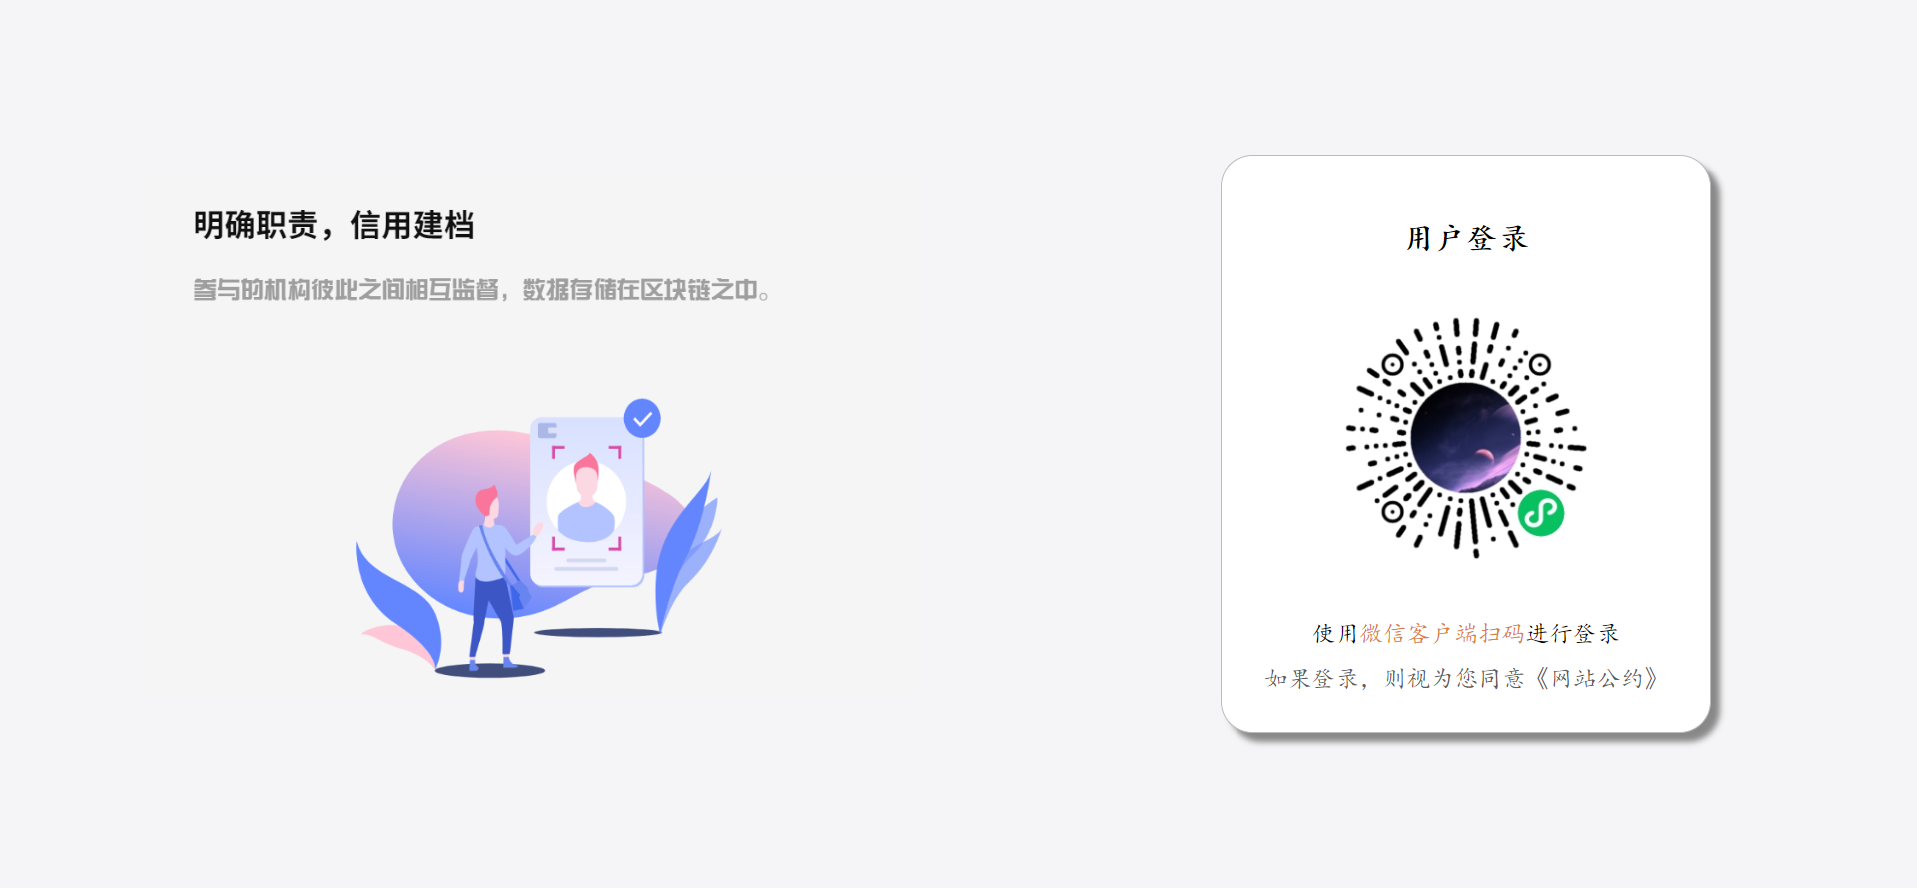 明确职责，信用建档
参与的机构彼此之间相互监督，数据存储在区块链之中。
用户登录
使用微信客户端扫码进行登录
如果登录，则视为您同意《网站公约》